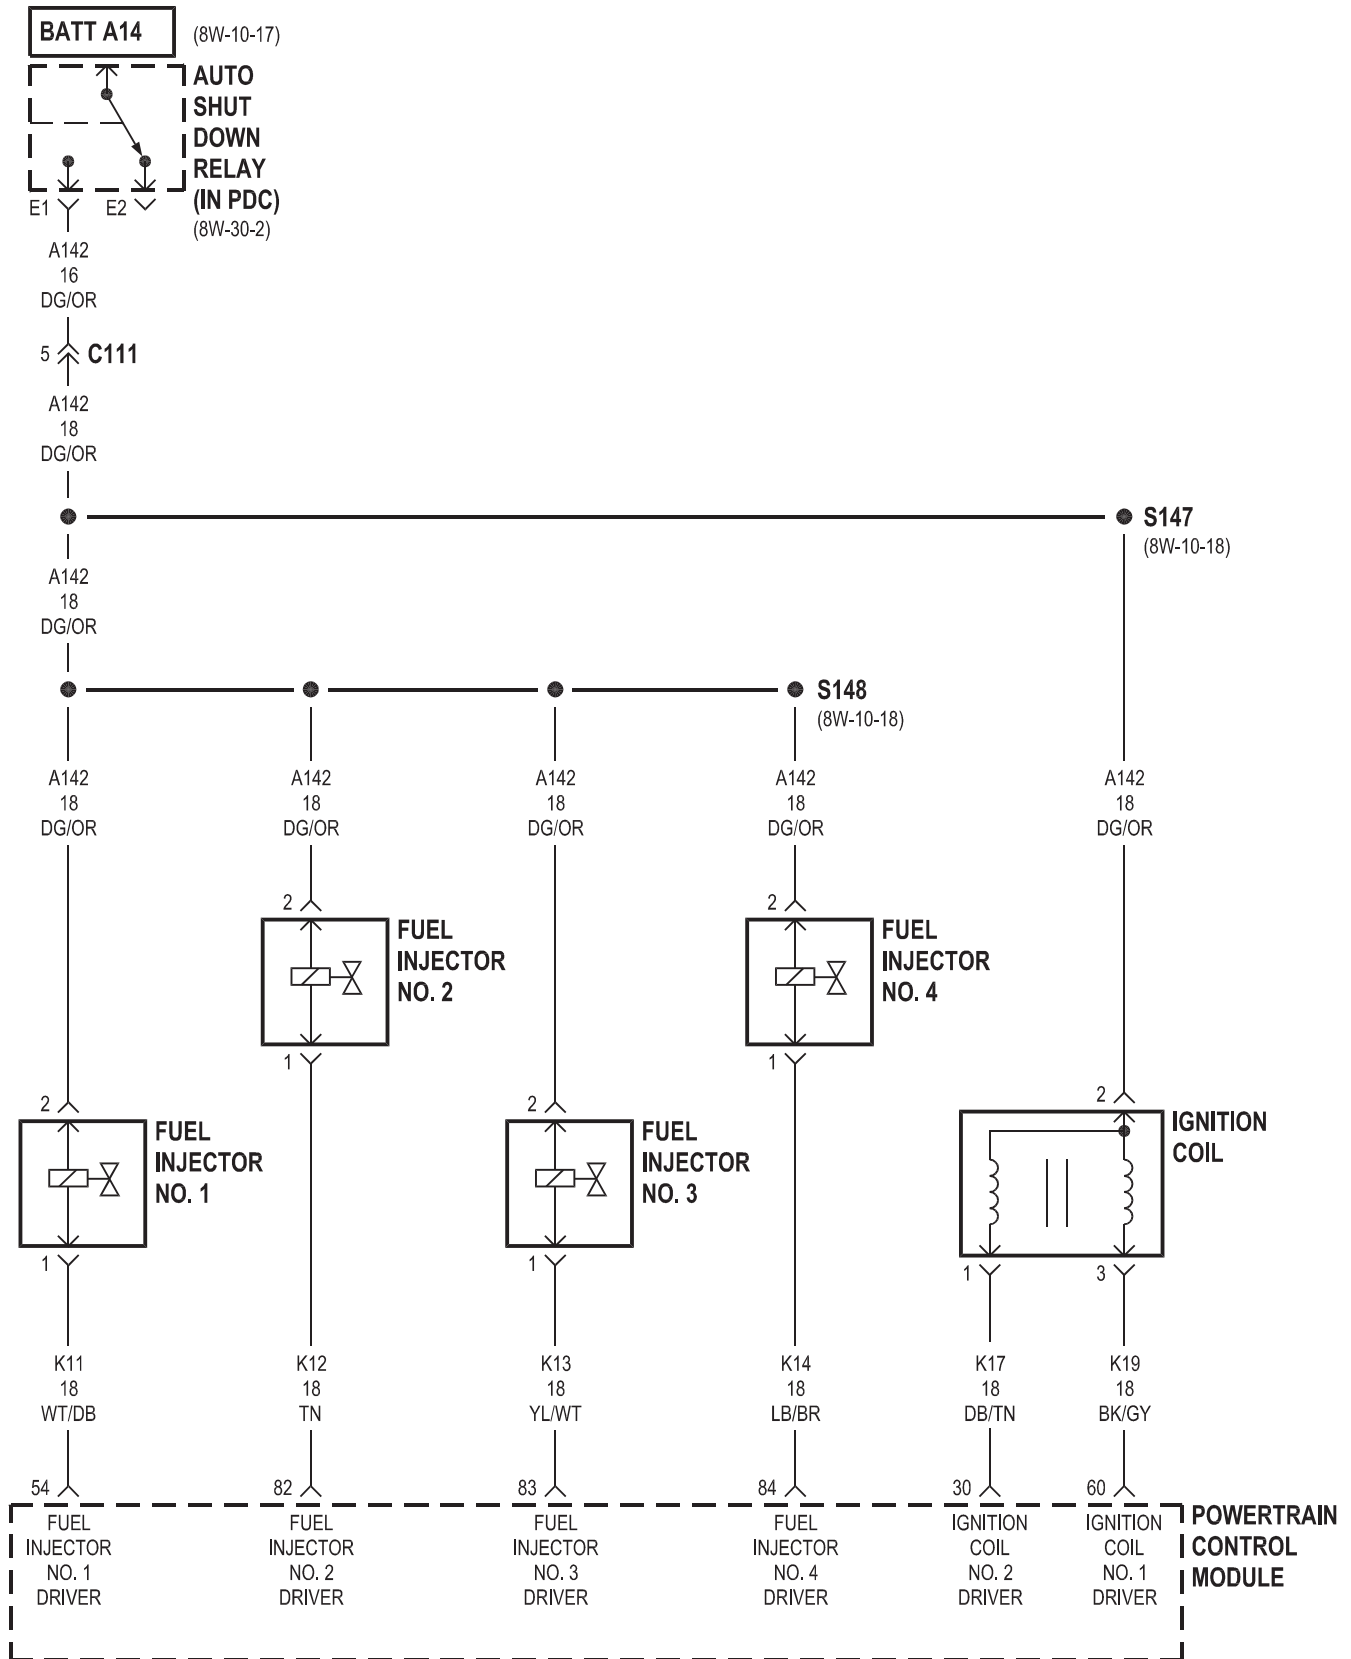 BATT A14
(8W-10-17)
AUTO
SHUT
DOWN
RELAY
(IN PDC)
(8W-30-2)
E1
E2
A142
16
DG/OR
5
C111
A142
18
DG/OR
S147
(8W-10-18)
A142
18
DG/OR
S148
(8W-10-18)
A142
18
DG/OR
A142
18
DG/OR
A142
18
DG/OR
A142
18
DG/OR
A142
18
DG/OR
2
FUEL
INJECTOR
NO. 2
1
2
FUEL
INJECTOR
NO. 4
1
2
FUEL
INJECTOR
NO. 1
1
2
FUEL
INJECTOR
NO. 3
1
2
IGNITION
COIL
1
3
K11
18
WT/DB
K12
18
TN
K13
18
YL/WT
K14
18
LB/BR
K17
18
DB/TN
K19
18
BK/GY
54
82
83
84
30
60
FUEL
INJECTOR
NO. 1
DRIVER
FUEL
INJECTOR
NO. 2
DRIVER
FUEL
INJECTOR
NO. 3
DRIVER
FUEL
INJECTOR
NO. 4
DRIVER
IGNITION
COIL
NO. 2
DRIVER
IGNITION
COIL
NO. 1
DRIVER
POWERTRAIN
CONTROL
MODULE